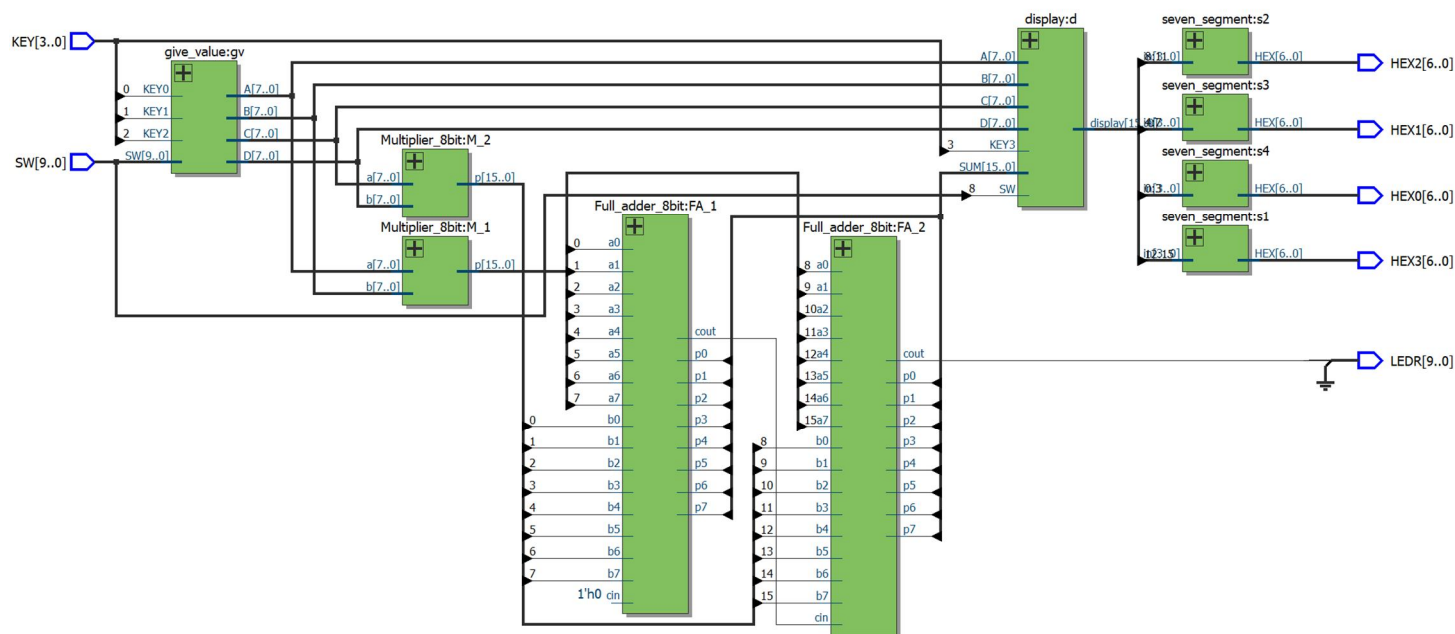 KEY[3..0]
SW[9..0]
give_value:gv
0 KEY0 A[7..0]
1 KEY1 B[7..0]
2 KEY2 C[7..0]
SW[9..0] D[7..0]
Multiplier_8bit:M_2
a[7..0] p[15..0]
b[7..0]
Multiplier_8bit:M_1
a[7..0] p[15..0]
b[7..0]
Full_adder_8bit:FA_1
0 a0
1 a1
2 a2
3 a3
4 a4 cout
5 a5 p0
6 a6 p1
7 a7 p2
0 b0 p3
1 b1 p4
2 b2 p5
3 b3 p6
4 b4 p7
5 b5
6 b6
7 b7
1'h0 cin
Full_adder_8bit:FA_2
8 a0
9 a1
10 a2
11 a3
12 a4 cout
13 a5 p0
14 a6 p1
15 a7 p2
8 b0 p3
9 b1 p4
10 b2 p5
11 b3 p6
12 b4 p7
13 b5
14 b6
15 b7
cin
display:d
A[7..0]
B[7..0]
C[7..0]
D[7..0]
3 KEY3
SUM[15..0]
8 SW
seven_segment:s2
HEX[6..0]
seven_segment:s3
HEX[6..0]
seven_segment:s4
HEX[6..0]
seven_segment:s1
HEX[6..0]
HEX2[6..0]
HEX1[6..0]
HEX0[6..0]
HEX3[6..0]
LEDR[9..0]